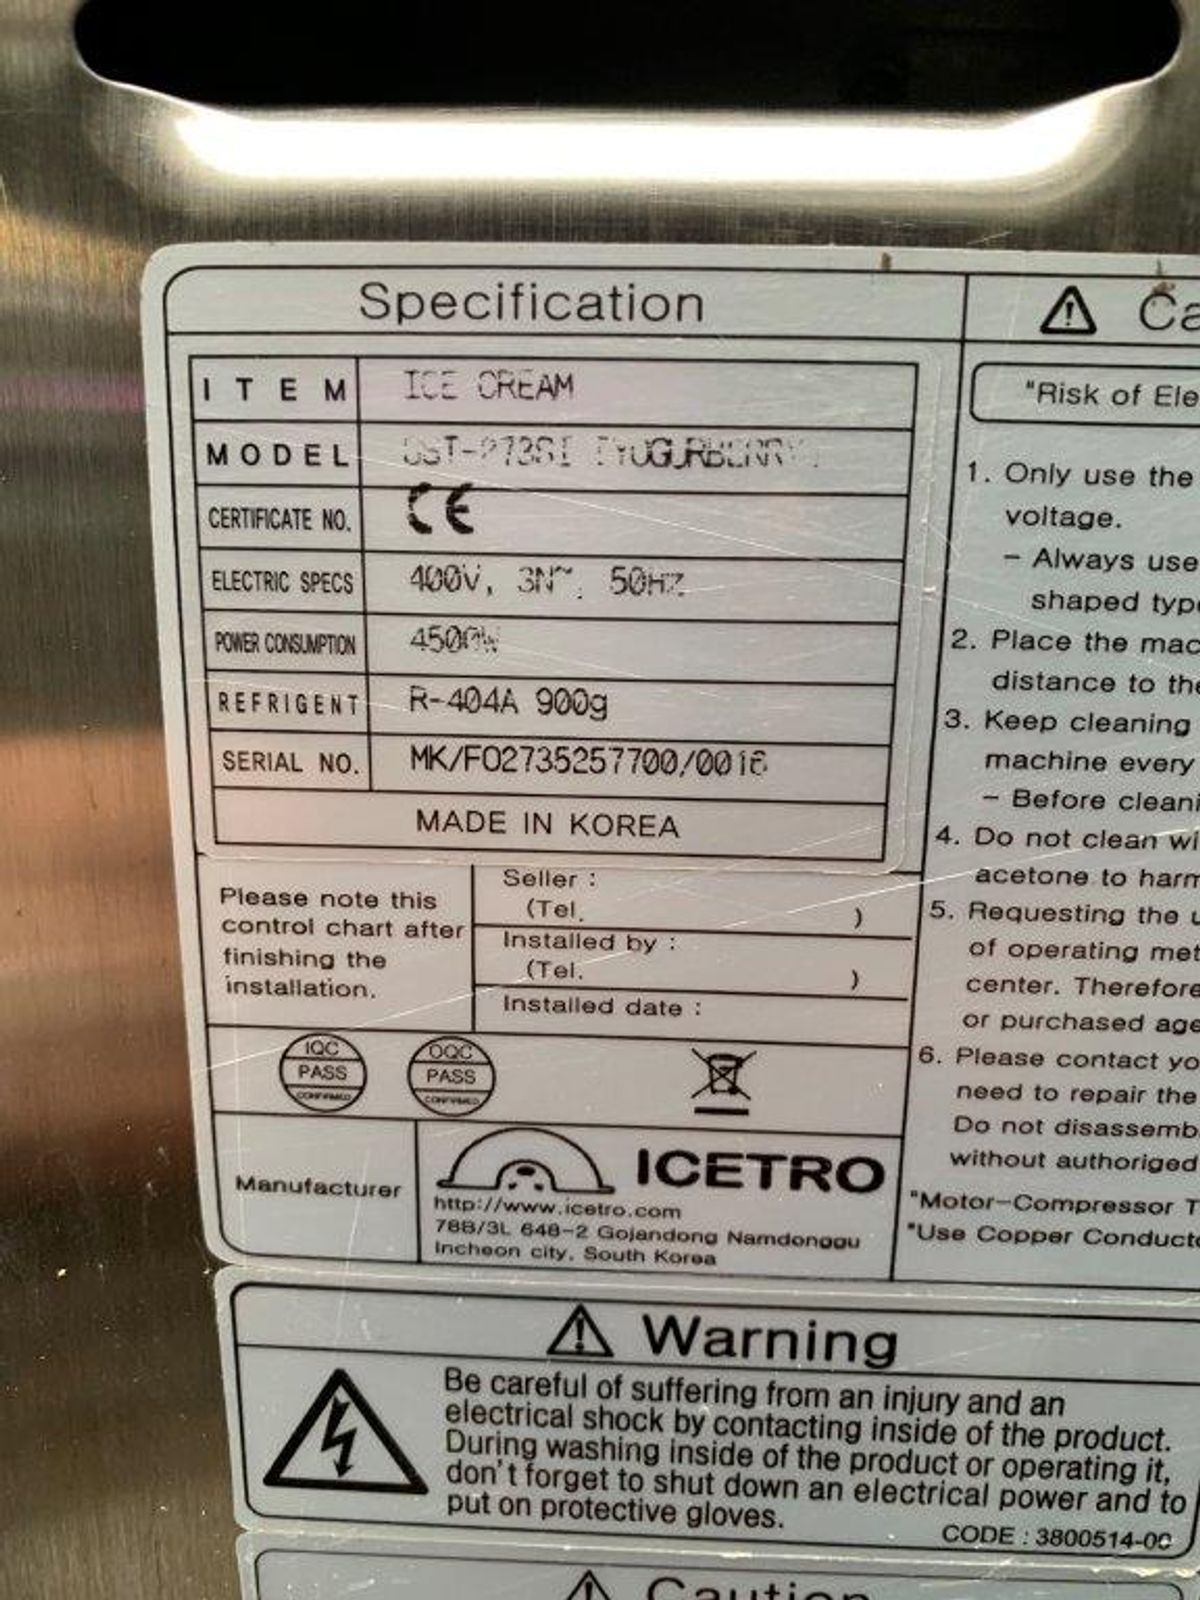 Specification
ITEM ICE CREAM
MODEL
CERTIFICATE NO. CE
ELECTRIC SPECS 400V, 3N~, 50HZ
POWER CONSUMPTION 4500W
REFRIGENT R-404A 900g
SERIAL NO. MK/F02735257700/0016
MADE IN KOREA
Please note this
control chart after
finishing the
installation.
Seller :
(Tel. )
Installed by :
(Tel. )
Installed date :
IQC
PASS
CONFIRMED
OQC
PASS
CONFIRMED
Manufacturer
ICETRO
http://www.icetro.com
78B/3L 648-2 Gojandong Namdonggu
Incheon city, South Korea
"Risk of Ele
1. Only use the
voltage.
- Always use
shaped typ
2. Place the mac
distance to the
3. Keep cleaning
machine every
- Before cleani
4. Do not clean wi
acetone to harm
5. Requesting the u
of operating met
center. Therefore
or purchased age
6. Please contact yo
need to repair the
Do not disassemb
without authoriged
"Motor-Compressor T
"Use Copper Conducto
Warning
Be careful of suffering from an injury and an
electrical shock by contacting inside of the product.
During washing inside of the product or operating it,
don't forget to shut down an electrical power and to
put on protective gloves.
CODE : 3800514-00
Caution